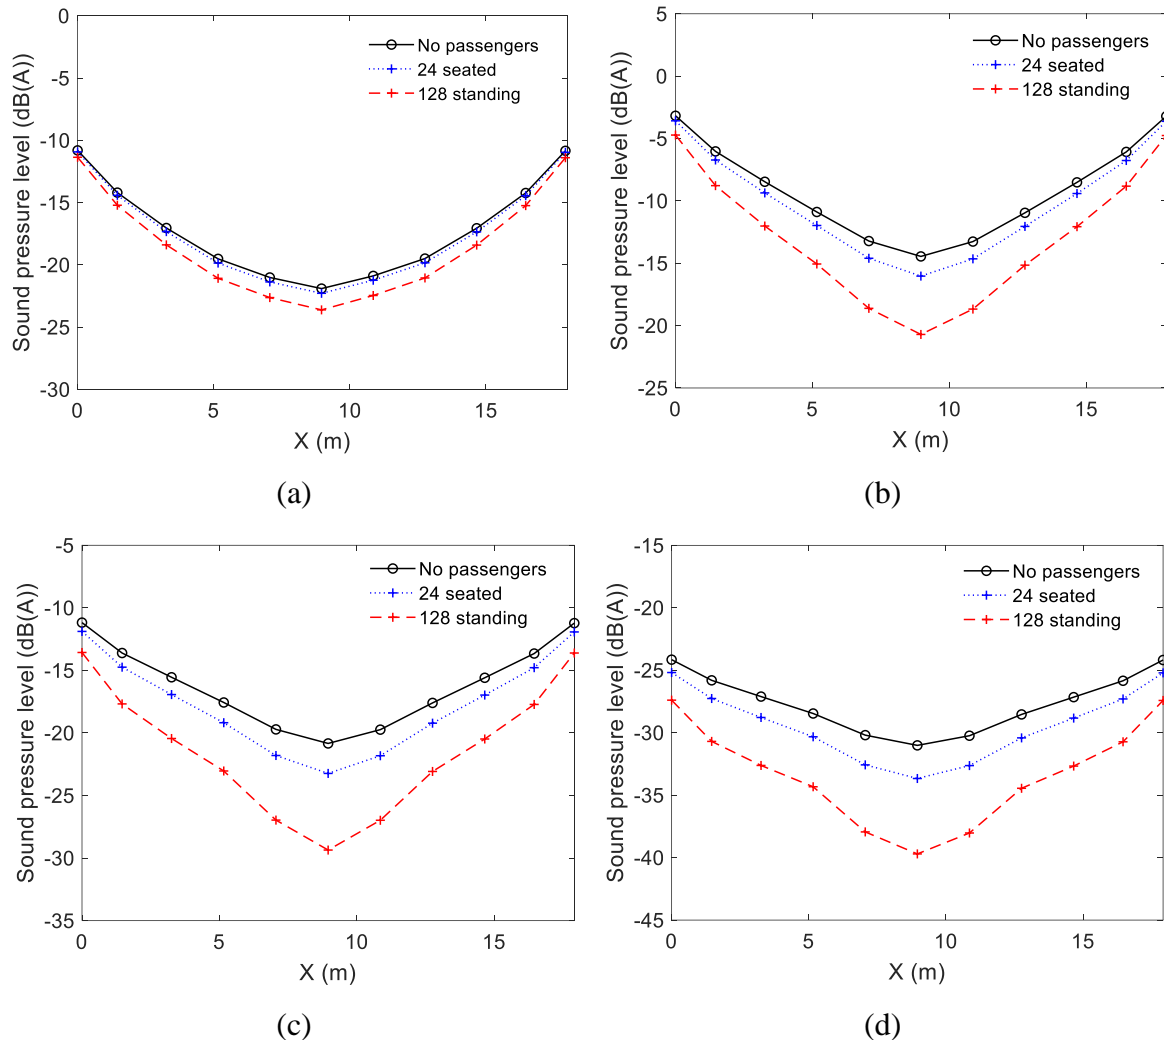 0
-5
-10
-15
-20
-25
-30
Sound pressure level (dB(A))
No passengers
24 seated
128 standing
0
5
10
15
X (m)
(a)
5
0
-5
-10
-15
-20
-25
Sound pressure level (dB(A))
No passengers
24 seated
128 standing
0
5
10
15
X (m)
(b)
-5
-10
-15
-20
-25
-30
-35
Sound pressure level (dB(A))
No passengers
24 seated
128 standing
0
5
10
15
X (m)
(c)
-15
-20
-25
-30
-35
-40
-45
Sound pressure level (dB(A))
No passengers
24 seated
128 standing
0
5
10
15
X (m)
(d)